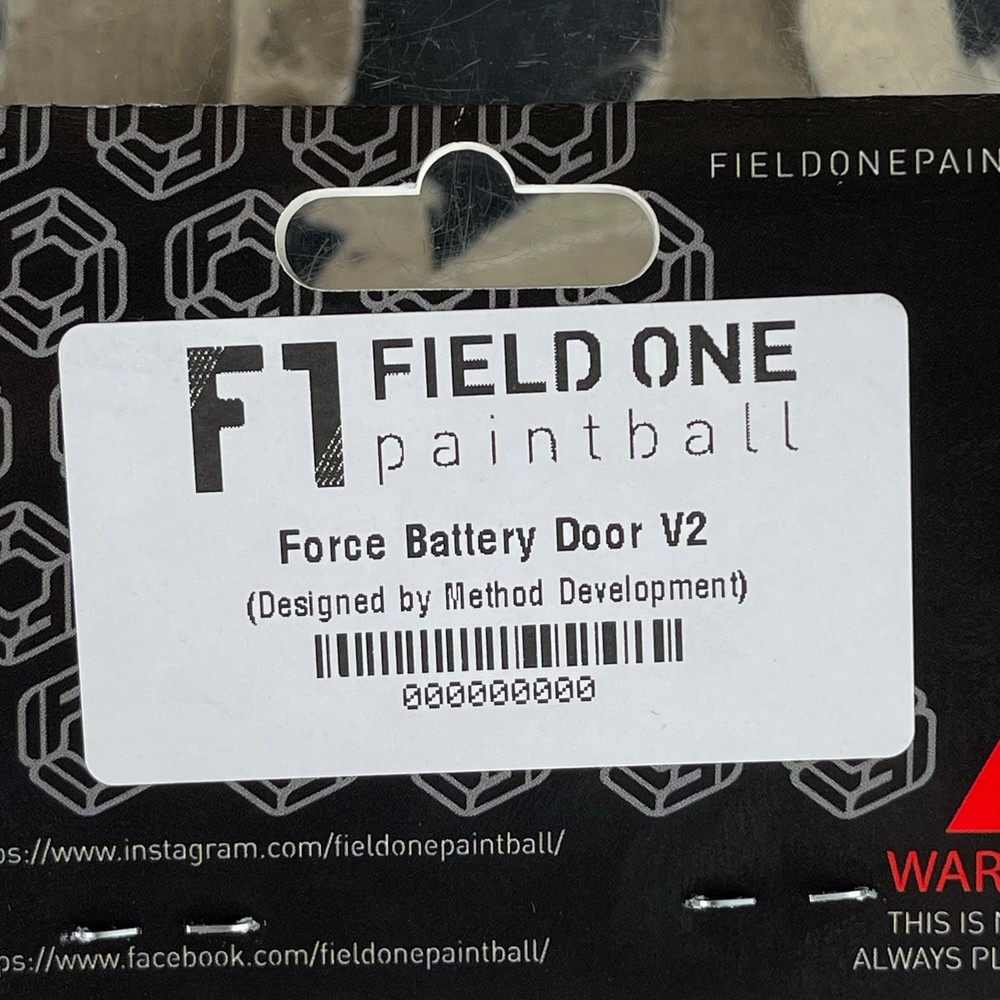 FIELDONEPAIN
F1 FIELD ONE
paintball
Force Battery Door V2
(Designed by Method Development)
000000000
ps://www.instagram.com/fieldonepaintball/
WAR
THIS IS
ps://www.facebook.com/fieldonepaintball/
ALWAYS PL